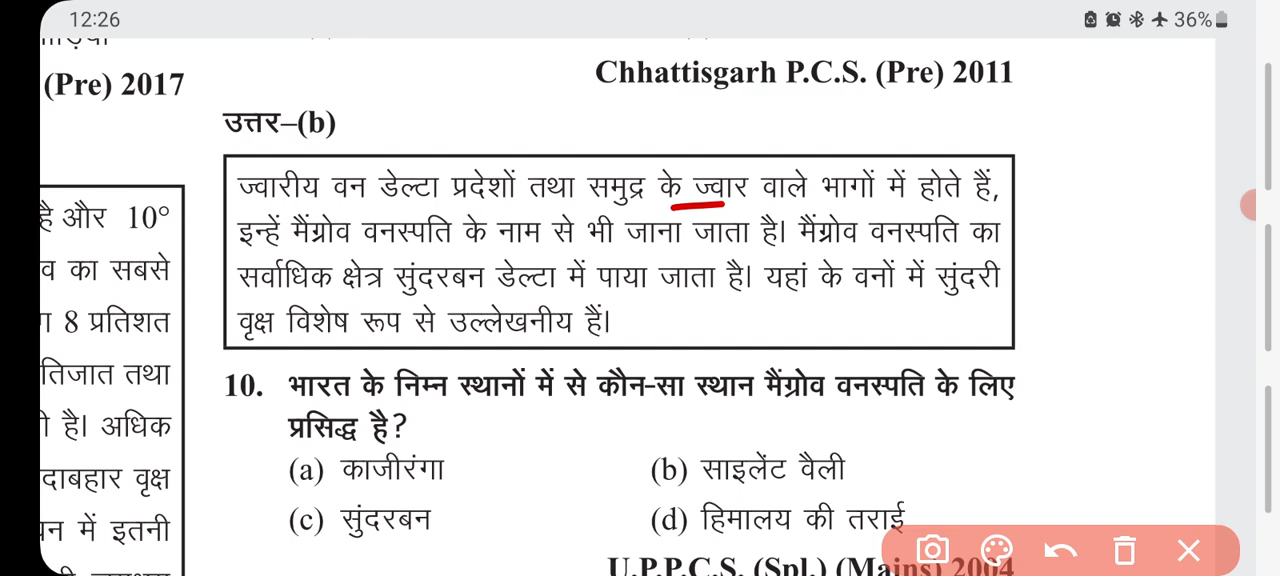 12:26
36%
(Pre) 2017
है और 10°
व का सबसे
ग 8 प्रतिशत
तिजात तथा
है। अधिक
दाबहार वृक्ष
में इतनी
Chhattisgarh P.C.S. (Pre) 2011
उत्तर–(b)
ज्वारीय वन डेल्टा प्रदेशों तथा समुद्र के ज्वार वाले भागों में होते हैं,
इन्हें मैंग्रोव वनस्पति के नाम से भी जाना जाता है। मैंग्रोव वनस्पति का
सर्वाधिक क्षेत्र सुंदरबन डेल्टा में पाया जाता है। यहां के वनों में सुंदरी
वृक्ष विशेष रूप से उल्लेखनीय हैं।
10. भारत के निम्न स्थानों में से कौन-सा स्थान मैंग्रोव वनस्पति के लिए
प्रसिद्ध है?
(a) काजीरंगा (b) साइलेंट वैली
(c) सुंदरबन (d) हिमालय की तराई
U.P.P.C.S. (Spl.) (Mains) 2004